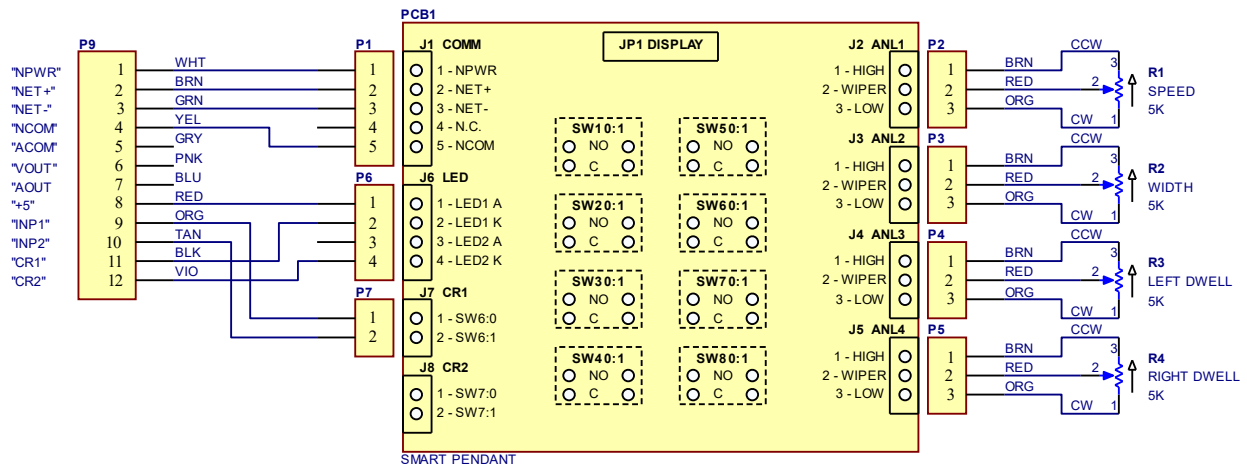 PCB1
P9
P1
J1 COMM
JP1 DISPLAY
J2 ANL1
P2
"NPWR" 1 WHT 1 1 - NPWR
"NET+" 2 BRN 2 2 - NET+
"NET-" 3 GRN 3 3 - NET-
"NCOM" 4 YEL 4 4 - N.C.
"ACOM" 5 GRY 5 5 - NCOM
"VOUT" 6 PNK
"AOUT 7 BLU
"+5" 8 RED
"INP1" 9 ORG
"INP2" 10 TAN
"CR1" 11 BLK
"CR2" 12 VIO
P6
J6 LED
1 1 - LED1 A
2 2 - LED1 K
3 3 - LED2 A
4 4 - LED2 K
P7
J7 CR1
1 1 - SW6:0
2 2 - SW6:1
J8 CR2
1 - SW7:0
2 - SW7:1
SW10:1
NO
C
SW50:1
NO
C
SW20:1
NO
C
SW60:1
NO
C
SW30:1
NO
C
SW70:1
NO
C
SW40:1
NO
C
SW80:1
NO
C
1 - HIGH 1 BRN CCW 3
2 - WIPER 2 RED 2
3 - LOW 3 ORG CW 1
R1
SPEED
5K
J3 ANL2
P3
1 - HIGH 1 BRN CCW 3
2 - WIPER 2 RED 2
3 - LOW 3 ORG CW 1
R2
WIDTH
5K
J4 ANL3
P4
1 - HIGH 1 BRN CCW 3
2 - WIPER 2 RED 2
3 - LOW 3 ORG CW 1
R3
LEFT DWELL
5K
J5 ANL4
P5
1 - HIGH 1 BRN CCW 3
2 - WIPER 2 RED 2
3 - LOW 3 ORG CW 1
R4
RIGHT DWELL
5K
SMART PENDANT